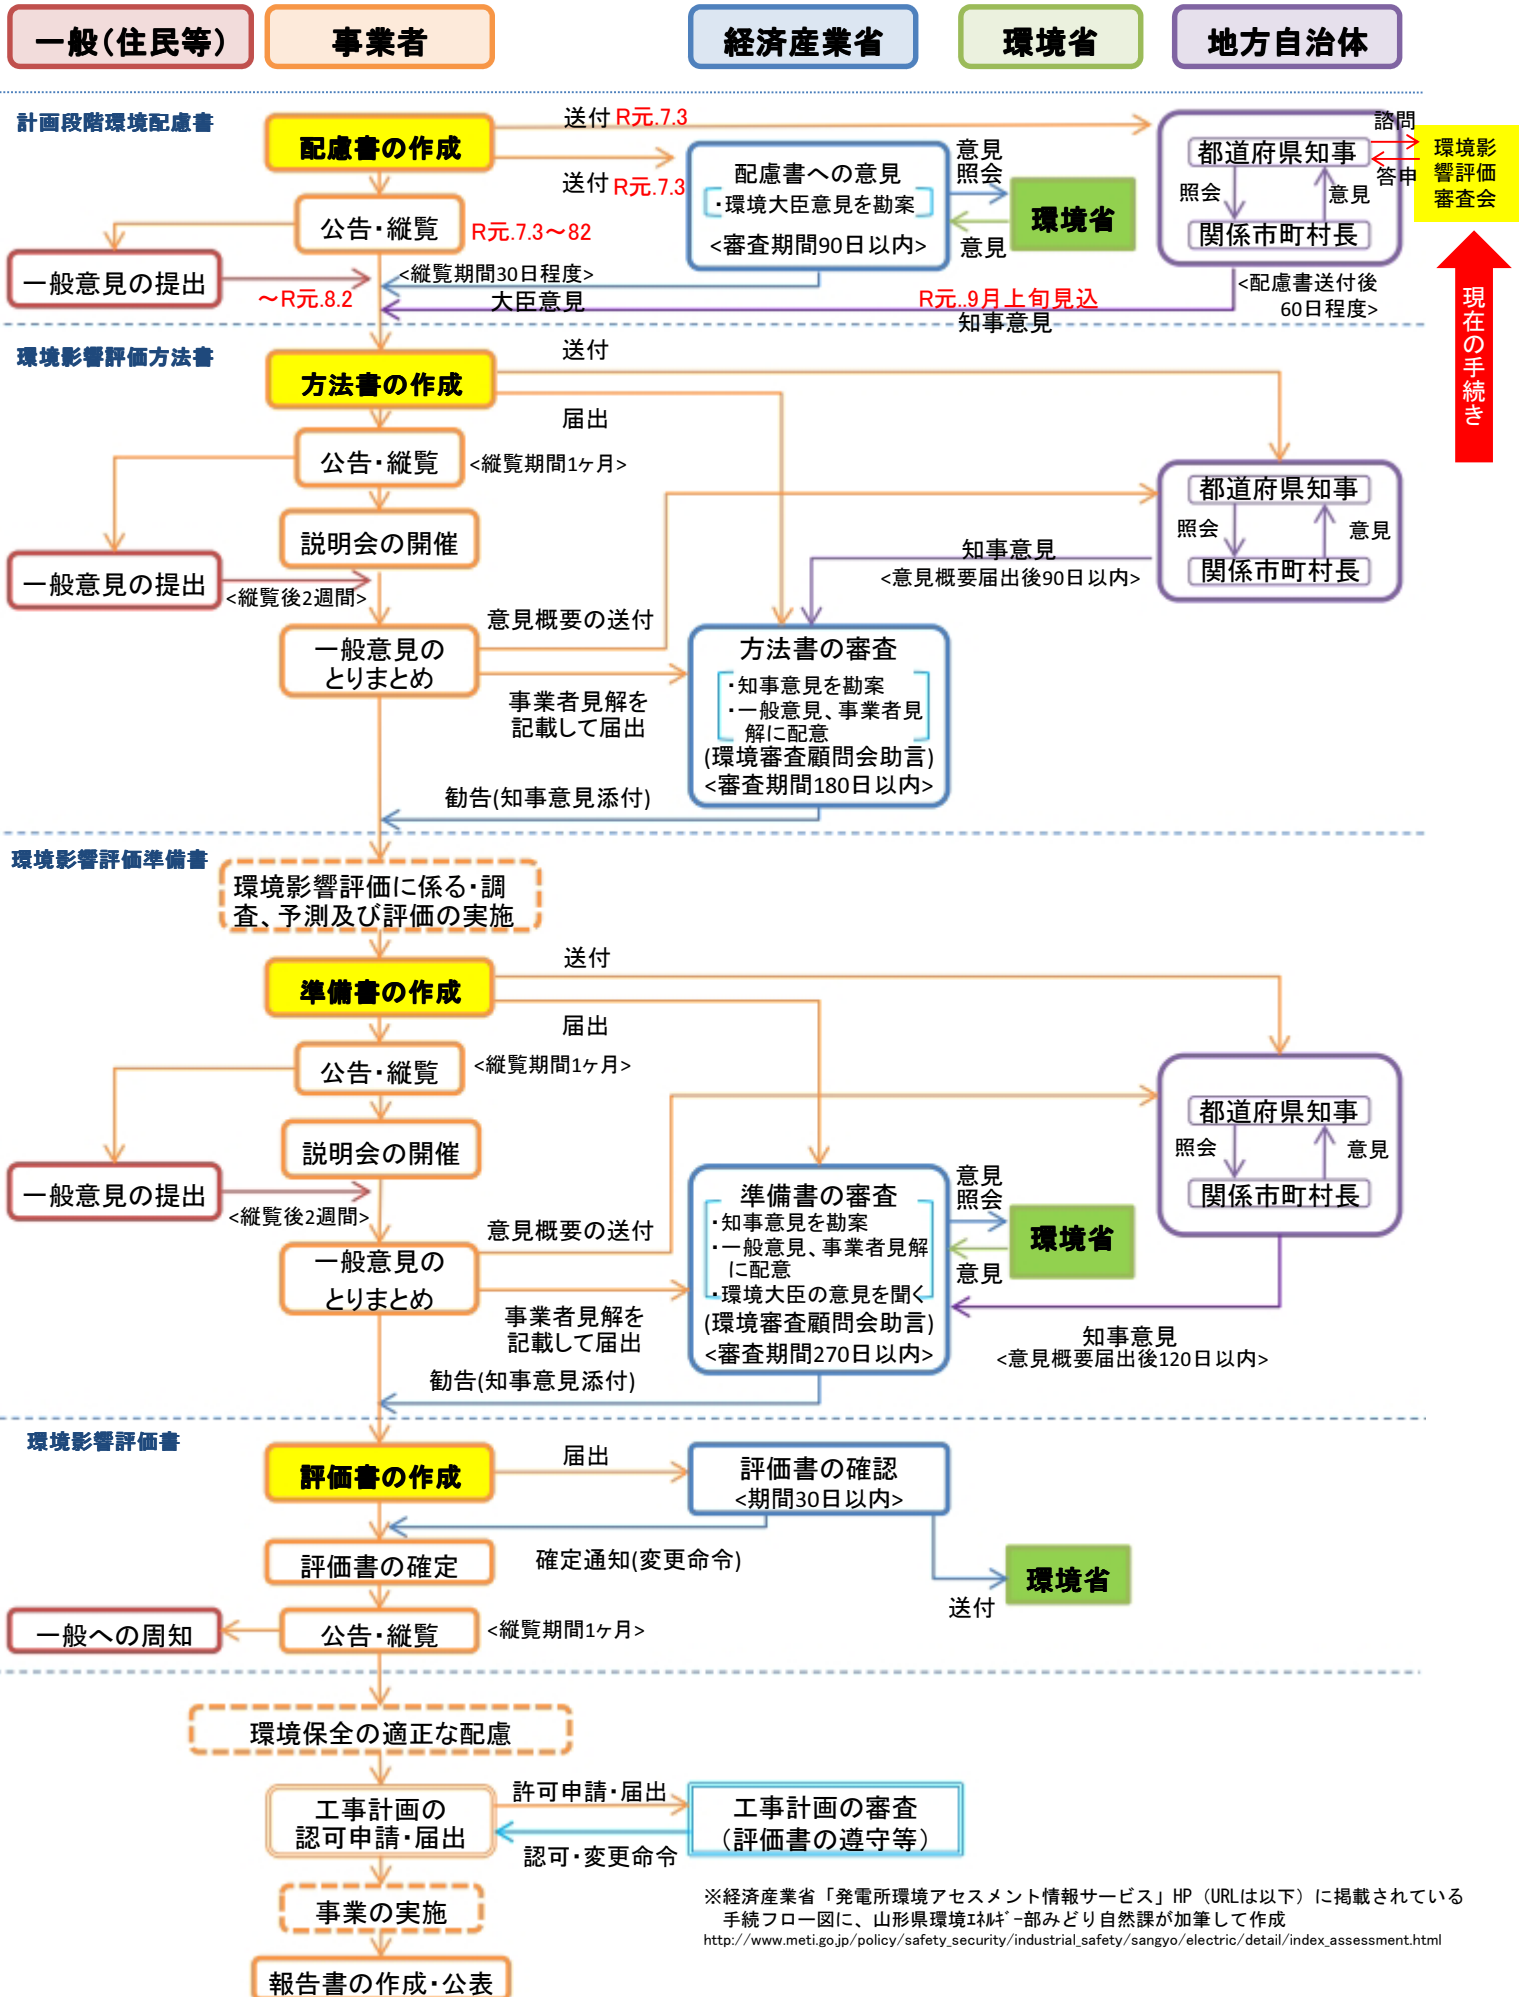 一般(住民等)
事業者
経済産業省
環境省
地方自治体
計画段階環境配慮書
配慮書の作成
送付 R元.7.3
送付 R元.7.3
公告・縦覧
R元.7.3～82
一般意見の提出
～R元.8.2
<縦覧期間30日程度>
大臣意見
配慮書への意見
・環境大臣意見を勘案
<審査期間90日以内>
意見
照会
意見
環境省
都道府県知事
照会
意見
関係市町村長
諮問
答申
環境影
響評価
審査会
<配慮書送付後
60日程度>
R元..9月上旬見込
知事意見
現在の手続き
環境影響評価方法書
方法書の作成
送付
届出
公告・縦覧
<縦覧期間1ヶ月>
説明会の開催
一般意見の提出
<縦覧後2週間>
一般意見の
とりまとめ
意見概要の送付
事業者見解を
記載して届出
都道府県知事
照会
意見
関係市町村長
知事意見
<意見概要届出後90日以内>
方法書の審査
・知事意見を勘案
・一般意見、事業者見
解に配意
(環境審査顧問会助言)
<審査期間180日以内>
勧告(知事意見添付)
環境影響評価準備書
環境影響評価に係る・調
査、予測及び評価の実施
準備書の作成
送付
届出
公告・縦覧
<縦覧期間1ヶ月>
説明会の開催
一般意見の提出
<縦覧後2週間>
一般意見の
とりまとめ
意見概要の送付
事業者見解を
記載して届出
都道府県知事
照会
意見
関係市町村長
準備書の審査
・知事意見を勘案
・一般意見、事業者見解
に配意
・環境大臣の意見を聞く
(環境審査顧問会助言)
<審査期間270日以内>
意見
照会
意見
環境省
知事意見
<意見概要届出後120日以内>
勧告(知事意見添付)
環境影響評価書
評価書の作成
届出
評価書の確認
<期間30日以内>
評価書の確定
確定通知(変更命令)
環境省
送付
一般への周知
公告・縦覧
<縦覧期間1ヶ月>
環境保全の適正な配慮
工事計画の
認可申請・届出
許可申請・届出
認可・変更命令
工事計画の審査
（評価書の遵守等）
事業の実施
報告書の作成・公表
※経済産業省「発電所環境アセスメント情報サービス」HP（URLは以下）に掲載されている
手続フロー図に、山形県環境ｴﾈﾙｷﾞｰ部みどり自然課が加筆して作成
http://www.meti.go.jp/policy/safety_security/industrial_safety/sangyo/electric/detail/index_assessment.html